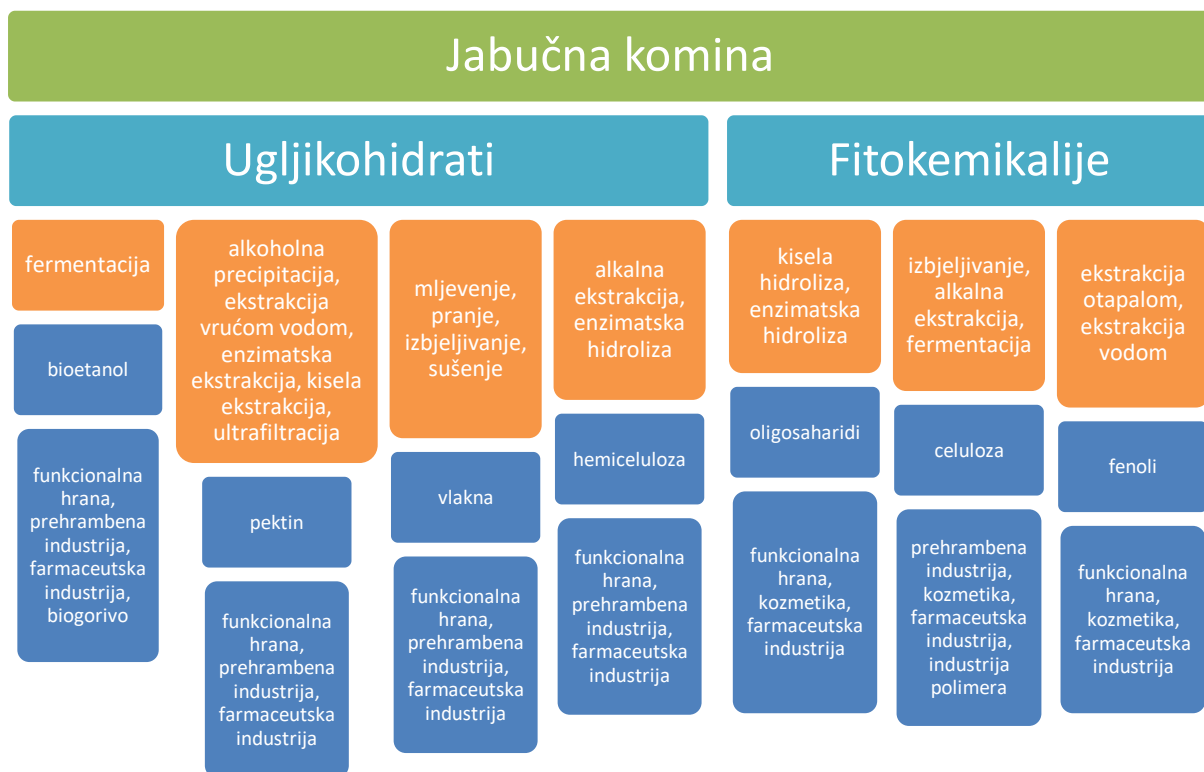 Jabučna komina
Ugljikohidrati
Fitokemikalije
fermentacija
bioetanol
funkcionalna
hrana,
prehrambena
industrija,
farmaceutska
industrija,
biogorivo
alkoholna
precipitacija,
ekstrakcija
vrućom vodom,
enzimatska
ekstrakcija, kisela
ekstrakcija,
ultrafiltracija
pektin
funkcionalna
hrana,
prehrambena
industrija,
farmaceutska
industrija
mljevenje,
pranje,
izbjeljivanje,
sušenje
vlakna
funkcionalna
hrana,
prehrambena
industrija,
farmaceutska
industrija
alkalna
ekstrakcija,
enzimatska
hidroliza
hemiceluloza
funkcionalna
hrana,
prehrambena
industrija,
farmaceutska
industrija
kisela
hidroliza,
enzimatska
hidroliza
oligosaharidi
funkcionalna
hrana,
kozmetika,
farmaceutska
industrija
izbjeljivanje,
alkalna
ekstrakcija,
fermentacija
celuloza
prehrambena
industrija,
kozmetika,
farmaceutska
industrija,
industrija
polimera
ekstrakcija
otapalom,
ekstrakcija
vodom
fenoli
funkcionalna
hrana,
kozmetika,
farmaceutska
industrija